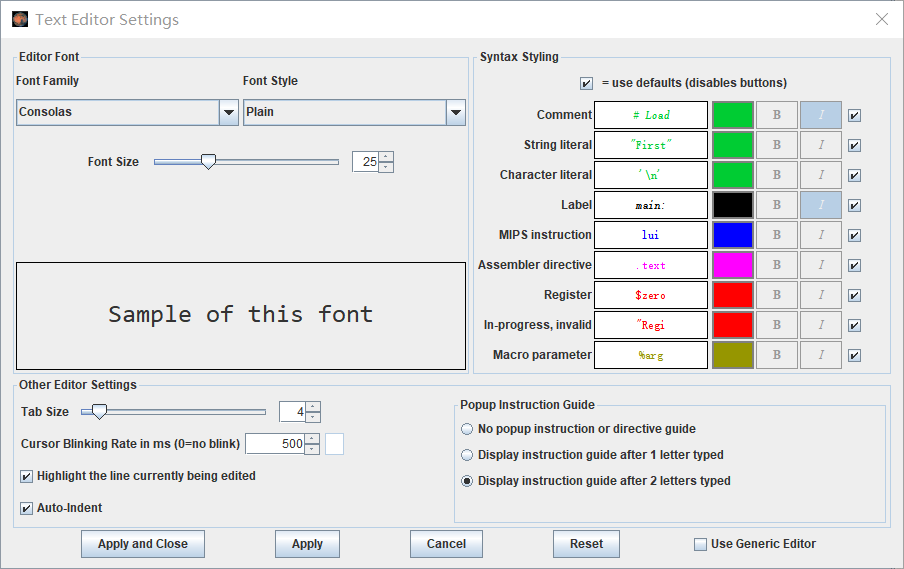 Text Editor Settings
Editor Font
Font Family
Font Style
Consolas
Plain
Font Size
25
Sample of this font
Syntax Styling
= use defaults (disables buttons)
Comment # Load B I
String literal "First" B I
Character literal '\n' B I
Label main: B I
MIPS instruction lui B I
Assembler directive .text B I
Register $zero B I
In-progress, invalid "Regi B I
Macro parameter %arg B I
Other Editor Settings
Tab Size
4
Cursor Blinking Rate in ms (0=no blink)
500
Highlight the line currently being edited
Auto-Indent
Popup Instruction Guide
No popup instruction or directive guide
Display instruction guide after 1 letter typed
Display instruction guide after 2 letters typed
Apply and Close
Apply
Cancel
Reset
Use Generic Editor